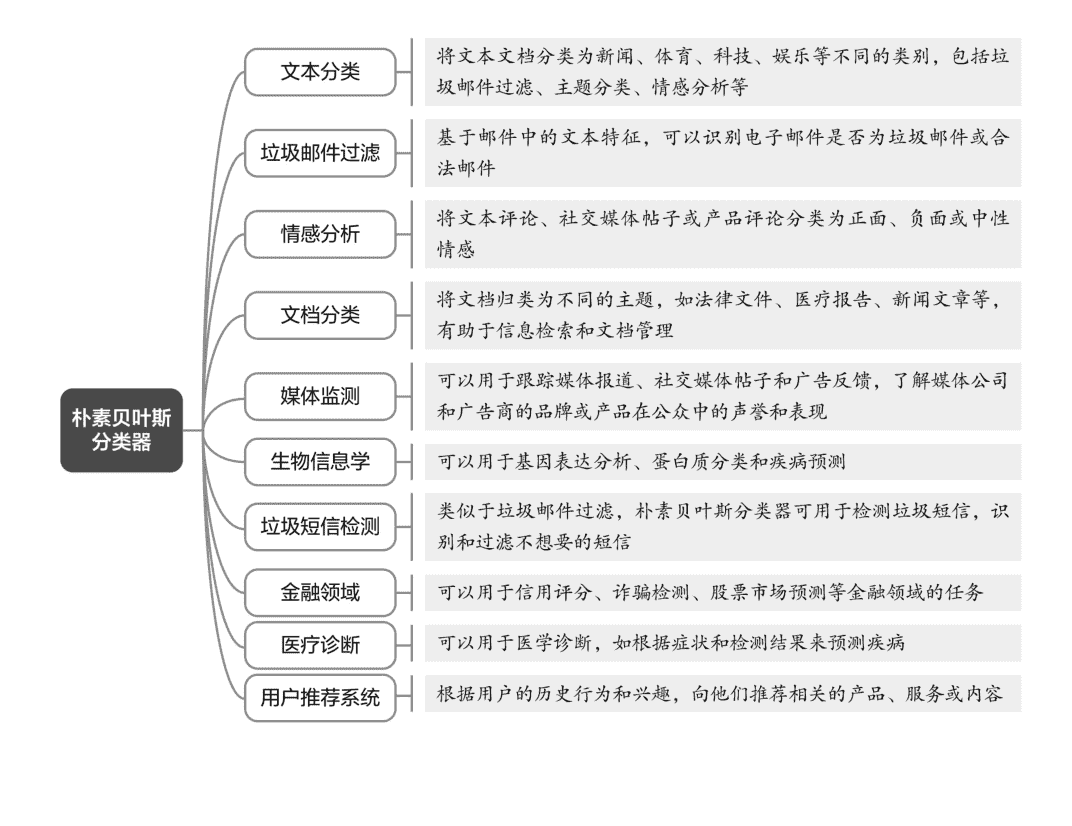 朴素贝叶斯
分类器
文本分类
将文本文档分类为新闻、体育、科技、娱乐等不同的类别，包括垃
圾邮件过滤、主题分类、情感分析等
垃圾邮件过滤
基于邮件中的文本特征，可以识别电子邮件是否为垃圾邮件或合
法邮件
情感分析
将文本评论、社交媒体帖子或产品评论分类为正面、负面或中性
情感
文档分类
将文档归类为不同的主题，如法律文件、医疗报告、新闻文章等，
有助于信息检索和文档管理
媒体监测
可以用于跟踪媒体报道、社交媒体帖子和广告反馈，了解媒体公司
和广告商的品牌或产品在公众中的声誉和表现
生物信息学
可以用于基因表达分析、蛋白质分类和疾病预测
垃圾短信检测
类似于垃圾邮件过滤，朴素贝叶斯分类器可用于检测垃圾短信，识
别和过滤不想要的短信
金融领域
可以用于信用评分、诈骗检测、股票市场预测等金融领域的任务
医疗诊断
可以用于医学诊断，如根据症状和检测结果来预测疾病
用户推荐系统
根据用户的历史行为和兴趣，向他们推荐相关的产品、服务或内容